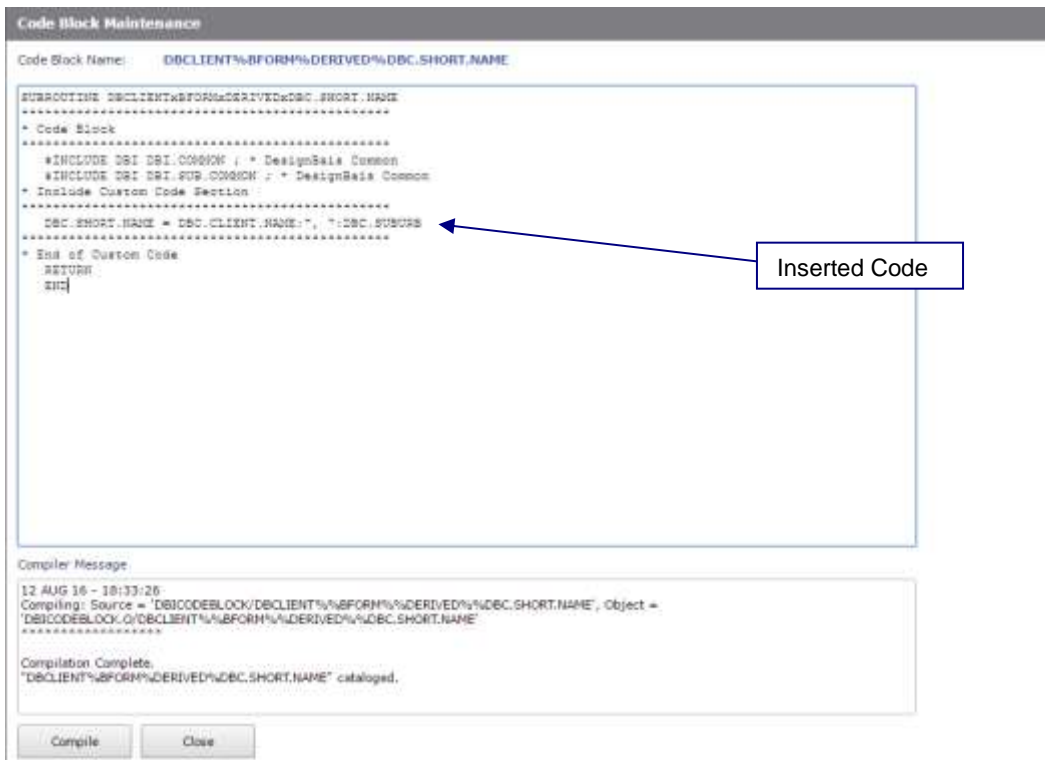 Code Block Maintenance
Code Block Name: DBCLIENT%BFORM%DERIVED%DBC.SHORT.NAME
SUBROUTINE DBCLIENTxBFORMxDERIVEDxDBC.SHORT.NAME
***********************************************
* Code Block
***********************************************
#INCLUDE DBI DBI.COMMON ; * DesignBais Common
#INCLUDE DBI DBI.SUB.COMMON ; * DesignBais Common
* Include Custom Code Section
***********************************************
DBC.SHORT.NAME = DBC.CLIENT.NAME:", ":DBC.SUBURB
***********************************************
* End of Custom Code
RETURN
END
Inserted Code
Compiler Message
12 AUG 16 - 18:33:26
Compiling: Source = 'DBICODEBLOCK/DBCLIENT%%BFORM%%DERIVED%%DBC.SHORT.NAME', Object =
'DBICODEBLOCK.O/DBCLIENT%%BFORM%%DERIVED%%DBC.SHORT.NAME'
******************
Compilation Complete.
"DBCLIENT%BFORM%DERIVED%DBC.SHORT.NAME" cataloged.
Compile Close